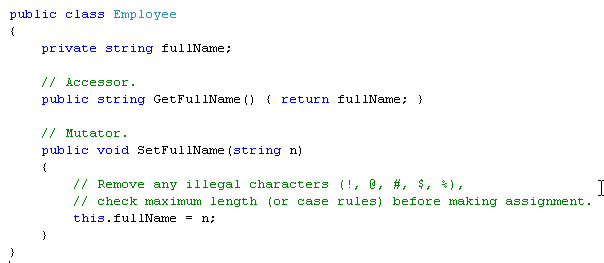 public class Employee
{
    private string fullName;

    // Accessor.
    public string GetFullName() { return fullName; }

    // Mutator.
    public void SetFullName(string n)
    {
        // Remove any illegal characters (!, @, #, $, %),
        // check maximum length (or case rules) before making assignment.
        this.fullName = n;
    }
}